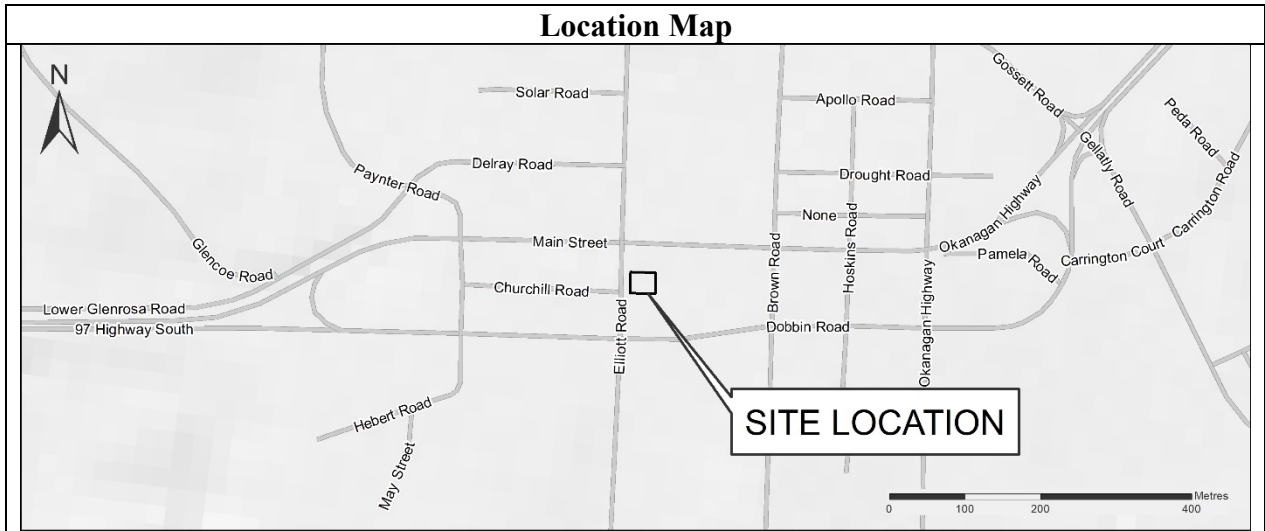 Location Map
N
Solar Road
Apollo Road
Gossett Road
Peda Road
Gellatly Road
Delray Road
Paynter Road
Drought Road
None
Hoskins Road
Brown Road
Okanagan Highway
Main Street
Pamela Road
Carrington Court
Carrington Road
Glencoe Road
Churchill Road
Lower Glenrosa Road
97 Highway South
Dobbin Road
Elliott Road
Okanagan Highway
Hebert Road
May Street
SITE LOCATION
Metres
0 100 200 400